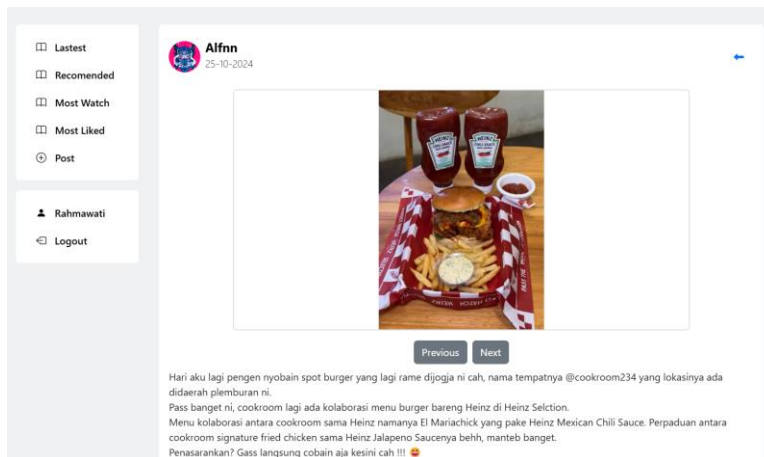 Lastest
Recomended
Most Watch
Most Liked
Post
Rahmawati
Logout
Alfnn
25-10-2024
HEINZ
HEINZ
Previous
Next
Hari aku lagi pengen nyobain spot burger yang lagi rame dijogja ni cah, nama tempatnya @cookroom234 yang lokasinya ada
didaerah plemburan ni.
Pass banget ni, cookroom lagi ada kolaborasi menu burger bareng Heinz di Heinz Selction.
Menu kolaborasi antara cookroom sama Heinz namanya El Mariachick yang pake Heinz Mexican Chili Sauce. Perpaduan antara
cookroom signature fried chicken sama Heinz Jalapeno Saucenya behh, manteb banget.
Penasarankan? Gass langsung cobain aja kesini cah !!! 😀